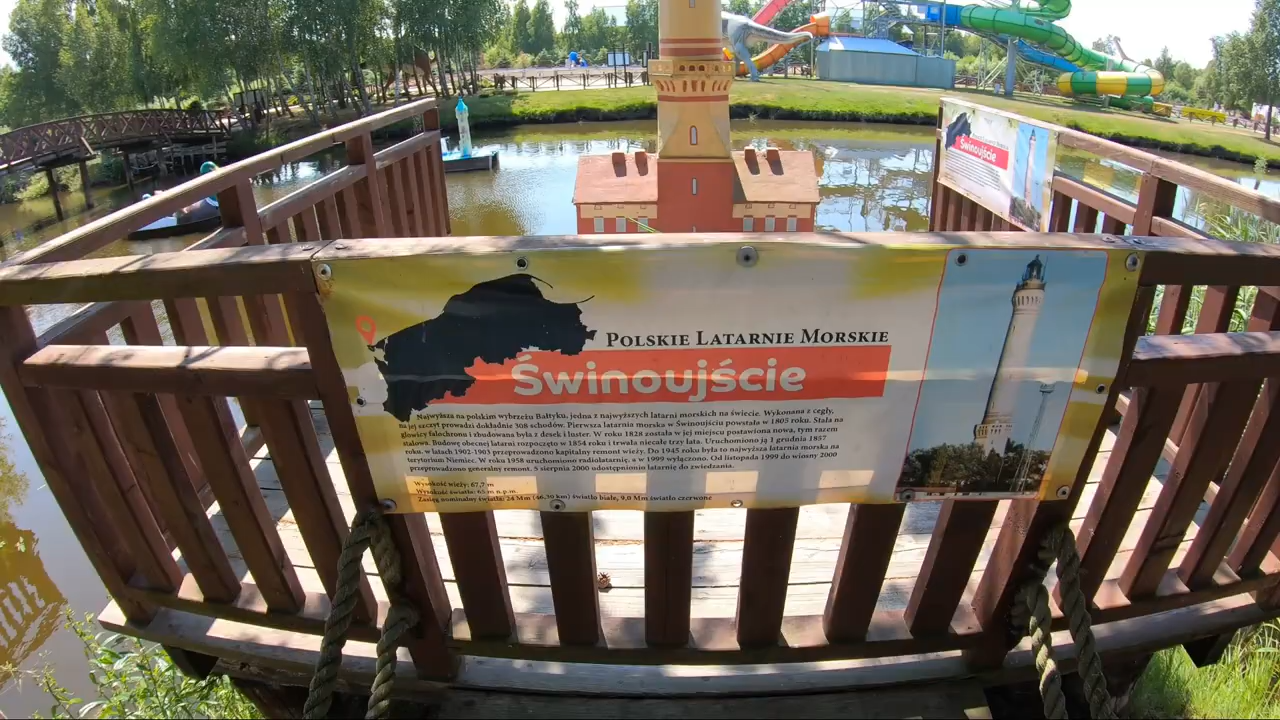 Polskie Latarnie Morskie
Świnoujście
Najwyższa na polskim wybrzeżu Bałtyku, jedna z najwyższych latarni morskich na świecie. Wykonana z cegły,
na jej szczyt prowadzi dokładnie 308 schodów. Pierwsza latarnia morska w Świnoujściu powstała w 1805 roku. Stała na
głowicy falochronu i zbudowana była z desek i luster. W roku 1828 została w jej miejscu postawiona nowa, tym razem
stalowa. Budowę obecnej latarni rozpoczęto w 1854 roku i trwała niecałe trzy lata. Uruchomiono ją 1 grudnia 1857
roku. w latach 1902-1903 przeprowadzono kapitalny remont wieży. Do 1945 roku była to najwyższa latarnia morska na
terytorium Niemiec. W roku 1958 uruchomiono radiolatarnię, a w 1999 wyłączono. Od listopada 1999 do wiosny 2000
przeprowadzono generalny remont. 5 sierpnia 2000 udostępnionim latarnię do zwiedzania.
Wysokość wieży: 67,7 m
Wysokość światła: 65 m n.p.m.
Zasięg nominalny światła: 24 Mm (46,30 km) światło białe, 9,0 Mm światło czerwone
Świnoujście